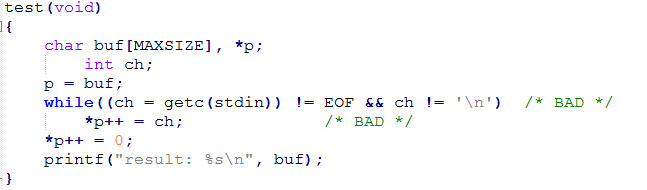 test(void)
{
    char buf[MAXSIZE], *p;
        int ch;
    p = buf;
    while((ch = getc(stdin)) != EOF && ch != '\n')  /* BAD */
        *p++ = ch;              /* BAD */
    *p++ = 0;
    printf("result: %s\n", buf);
}